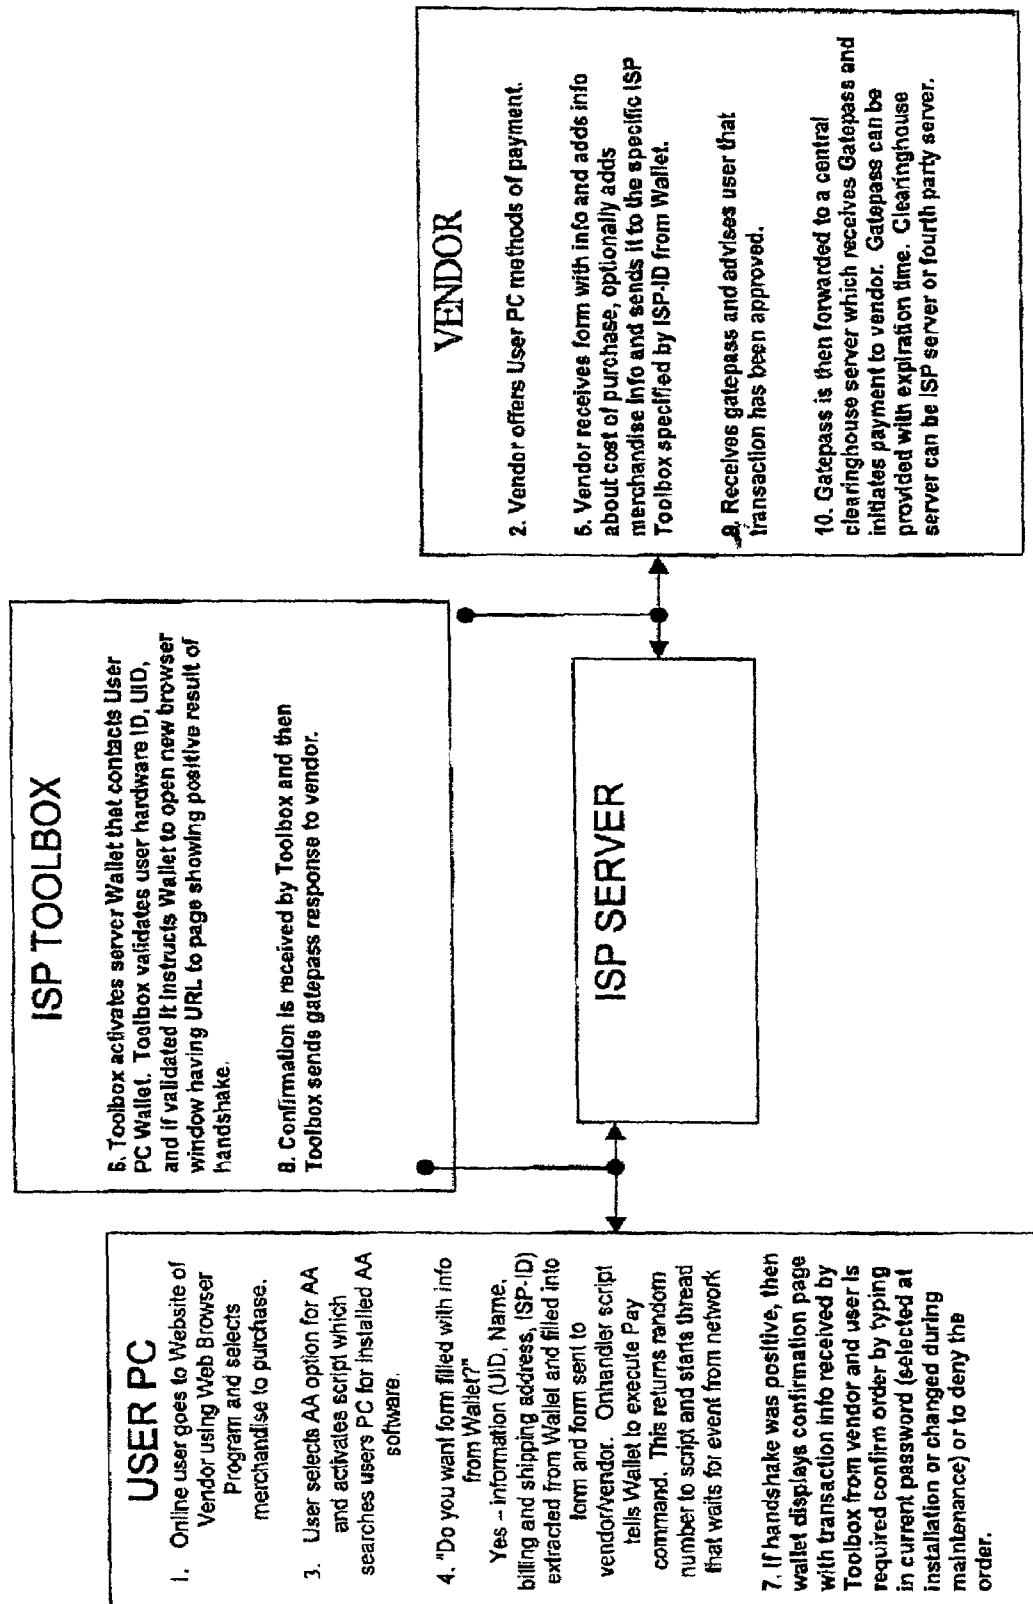 USER PC
1. Online user goes to Website of
Vendor using Web Browser
Program and selects
merchandise to purchase.
3. User selects AA option for AA
and activates script which
searches users PC for installed AA
software.
4. "Do you want form filled with info
from Wallet?"
Yes – information (UID, Name,
billing and shipping address, ISP-ID)
extracted from Wallet and filled into
form and form sent to
vendor/vendor. Onhandler script
tells Wallet to execute Pay
command. This returns random
number to script and starts thread
that waits for event from network
7. If handshake was positive, then
wallet displays confirmation page
with transaction info received by
Toolbox from vendor and user is
required confirm order by typing
in current password (selected at
installation or changed during
maintenance) or to deny the
order.
ISP TOOLBOX
6. Toolbox activates server Wallet that contacts User
PC Wallet. Toolbox validates user hardware ID, UID,
and if validated it instructs Wallet to open new browser
window having URL to page showing positive result of
handshake.
8. Confirmation is received by Toolbox and then
Toolbox sends gatepass response to vendor.
ISP SERVER
VENDOR
2. Vendor offers User PC methods of payment.
5. Vendor receives form with info and adds info
about cost of purchase, optionally adds
merchandise info and sends it to the specific ISP
Toolbox specified by ISP-ID from Wallet.
9. Receives gatepass and advises user that
transaction has been approved.
10. Gatepass is then forwarded to a central
clearinghouse server which receives Gatepass and
initiates payment to vendor. Gatepass can be
provided with expiration time. Clearinghouse
server can be ISP server or fourth party server.